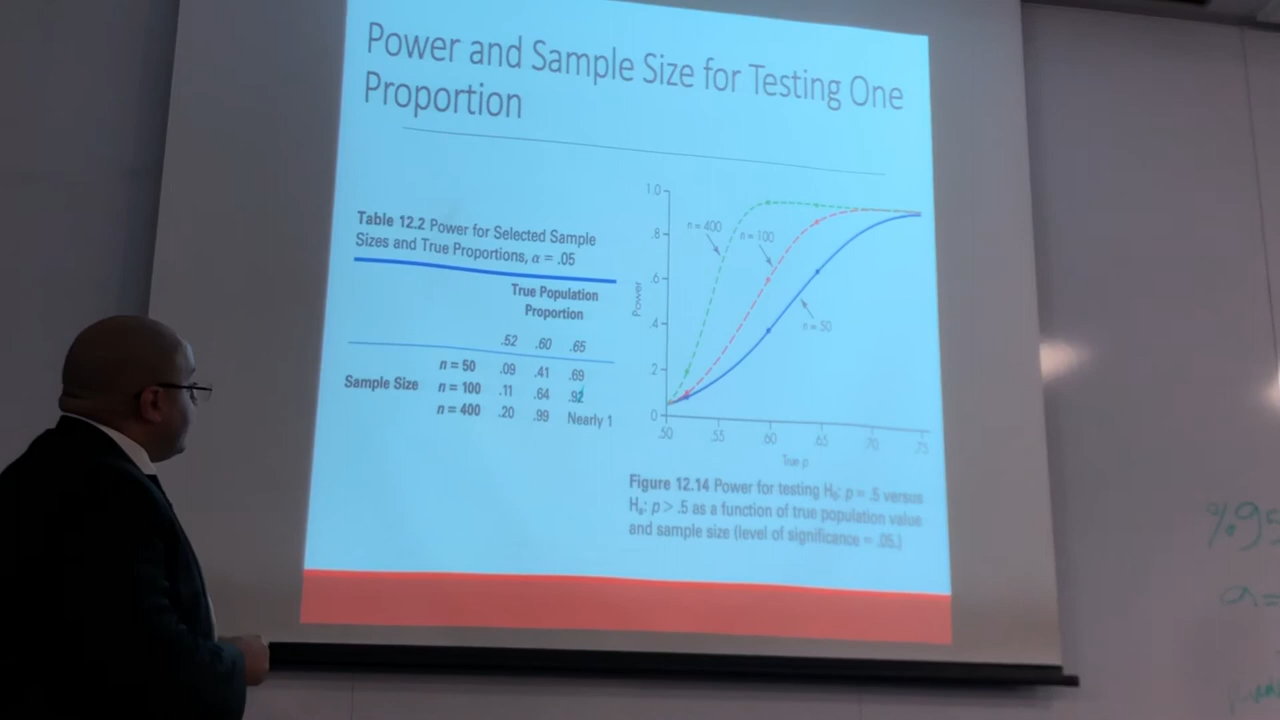 Power and Sample Size for Testing One
Proportion
Table 12.2 Power for Selected Sample
Sizes and True Proportions, α = .05
True Population
Proportion
.52 .60 .65
n = 50 .09 .41 .69
Sample Size n = 100 .11 .64 .92
n = 400 .20 .99 Nearly 1
1.0
.8
.6
.4
.2
0
Power
n = 400
n = 100
n = 50
.50 .55 .60 .65 .70 .75
True p
Figure 12.14 Power for testing H₀: p = .5 versus
Hₐ: p > .5 as a function of true population value
and sample size (level of significance = .05.)
%95
a =